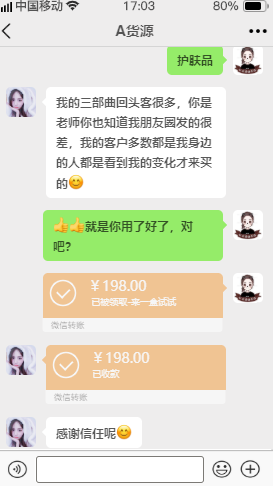 中国移动
17:03
80%
A货源
护肤品
我的三部曲回头客很多，你是
老师你也知道我朋友圈发的很
差，我的客户多数都是我身边
的人都是看到我的变化才来买
的😊
👍👍就是你用了好了，对
吧?
￥198.00
已被领取-来一盒试试
微信转账
￥198.00
已收款
微信转账
感谢信任呢😊